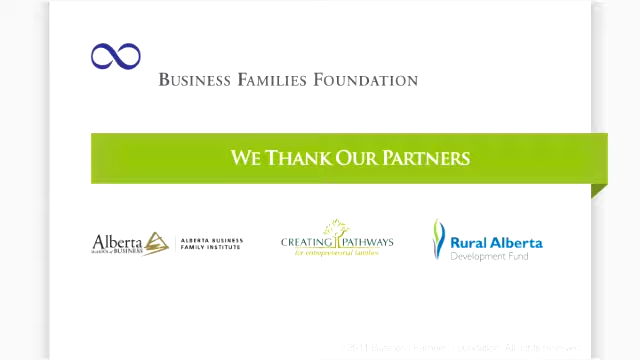 BUSINESS FAMILIES FOUNDATION
WE THANK OUR PARTNERS
Alberta
SCHOOL OF BUSINESS
ALBERTA BUSINESS
FAMILY INSTITUTE
CREATING PATHWAYS
for entrepreneurial families
Rural Alberta
Development Fund